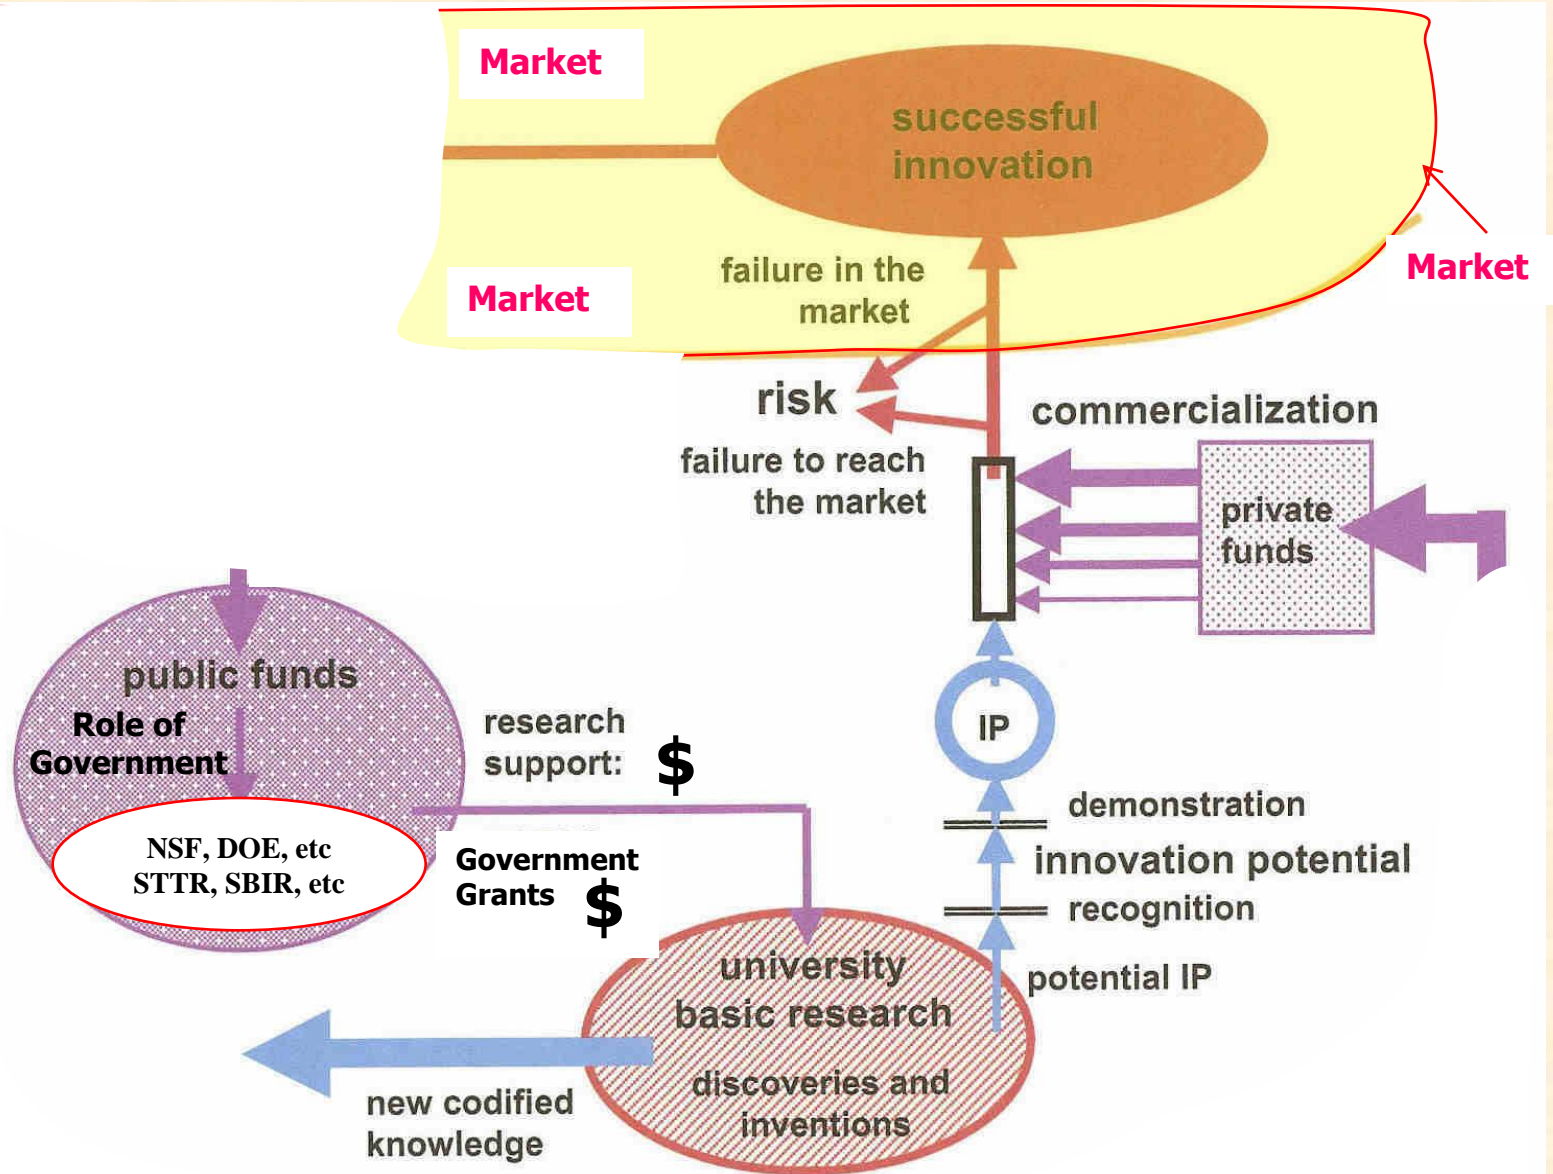 Market
successful
innovation
Market
failure in the
market
Market
risk
commercialization
failure to reach
the market
private
funds
public funds
Role of
Government
NSF, DOE, etc
STTR, SBIR, etc
research
support: $
Government
Grants $
IP
demonstration
innovation potential
recognition
potential IP
university
basic research
discoveries and
inventions
new codified
knowledge